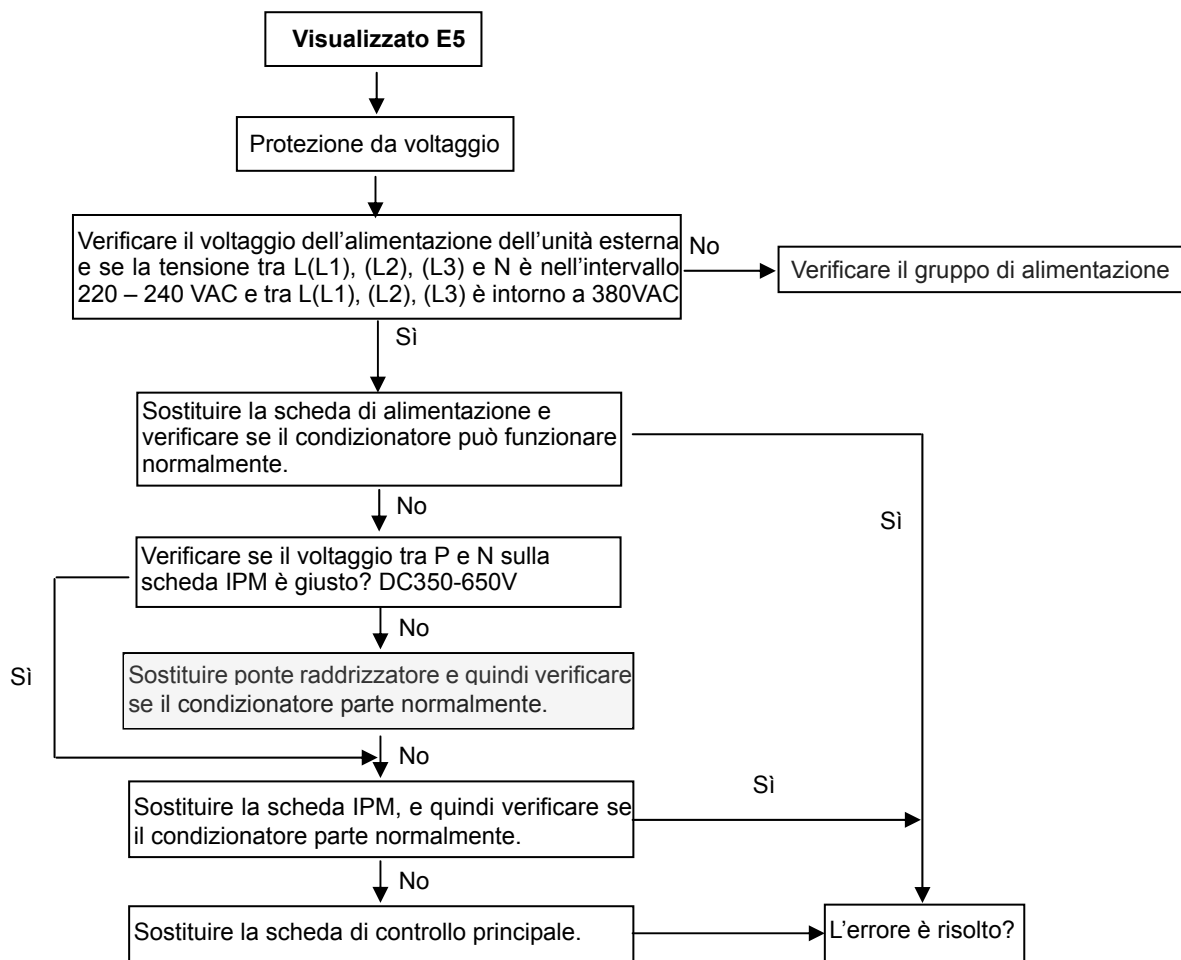 Visualizzato E5
Protezione da voltaggio
Verificare il voltaggio dell'alimentazione dell'unità esterna
e se la tensione tra L(L1), (L2), (L3) e N è nell'intervallo
220 – 240 VAC e tra L(L1), (L2), (L3) è intorno a 380VAC
No
Verificare il gruppo di alimentazione
Sì
Sostituire la scheda di alimentazione e
verificare se il condizionatore può funzionare
normalmente.
No
Sì
Verificare se il voltaggio tra P e N sulla
scheda IPM è giusto? DC350-650V
No
Sì
Sostituire ponte raddrizzatore e quindi verificare
se il condizionatore parte normalmente.
No
Sostituire la scheda IPM, e quindi verificare se
il condizionatore parte normalmente.
Sì
No
Sostituire la scheda di controllo principale.
L'errore è risolto?